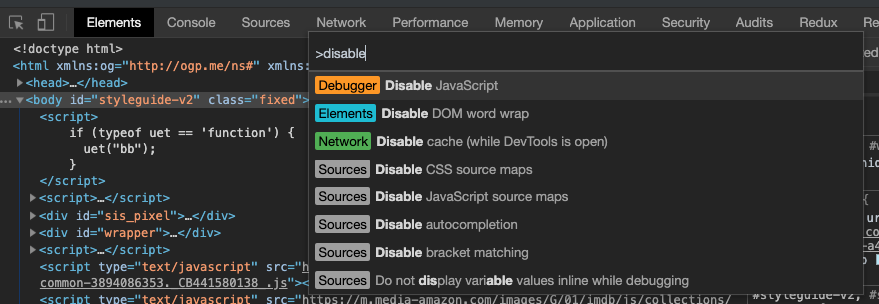 Elements Console Sources Network Performance Memory Application Security Audits Redux Re
<!doctype html>
<html xmlns:og="http://ogp.me/ns#" xmlns:
>disable
<head>…</head>
Debugger Disable JavaScript
… <body id="styleguide-v2" class="fixed">
Elements Disable DOM word wrap
<script>
if (typeof uet == 'function') {
Network Disable cache (while DevTools is open)
uet("bb");
}
Sources Disable CSS source maps
</script>
Sources Disable JavaScript source maps
<script>…</script>
<div id="sis_pixel">…</div>
Sources Disable autocompletion
<div id="wrapper">…</div>
Sources Disable bracket matching
<script>…</script>
<script type="text/javascript" src="h
Sources Do not display variable values inline while debugging
common-3894086353._CB441580138_.js"><
<script type="text/javascript" src="https://m.media-amazon.com/images/G/01/imdb/js/collections/
#styleguide-v2,